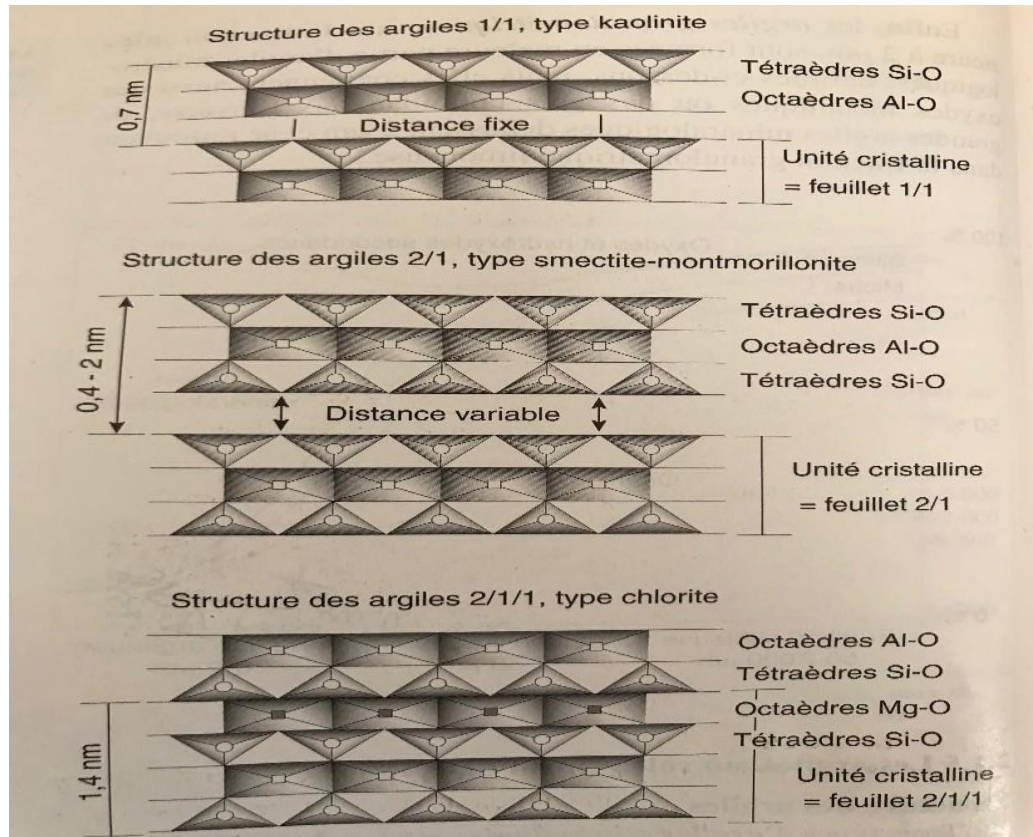 Structure des argiles 1/1, type kaolinite
Tétraèdres Si-O
Octaèdres Al-O
0,7 nm
Distance fixe
Unité cristalline
= feuillet 1/1
Structure des argiles 2/1, type smectite-montmorillonite
Tétraèdres Si-O
Octaèdres Al-O
Tétraèdres Si-O
0,4 - 2 nm
Distance variable
Unité cristalline
= feuillet 2/1
Structure des argiles 2/1/1, type chlorite
Octaèdres Al-O
Tétraèdres Si-O
Octaèdres Mg-O
Tétraèdres Si-O
1,4 nm
Unité cristalline
= feuillet 2/1/1